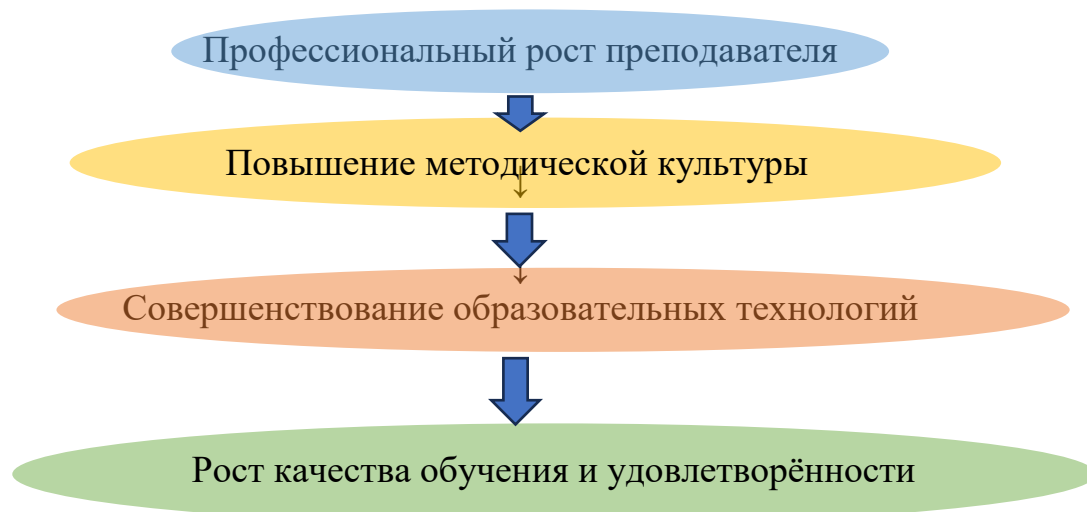 Профессиональный рост преподавателя
Повышение методической культуры
↓
↓
Совершенствование образовательных технологий
Рост качества обучения и удовлетворённости